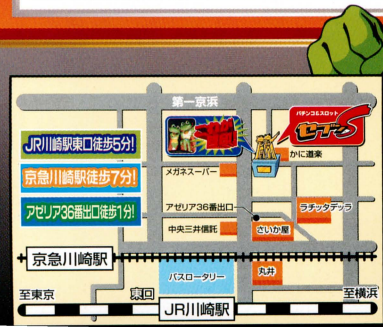 第一京浜
パチンコ&スロット
セブンS
JR川崎駅東口徒歩5分!
かに道楽
メガネスーパー
京急川崎駅徒歩7分!
アゼリア36番出口
ラチッタデッラ
アゼリア36番出口徒歩1分!
中央三井信託
さいか屋
京急川崎駅
バスロータリー
丸井
至東京
東口
至横浜
JR川崎駅